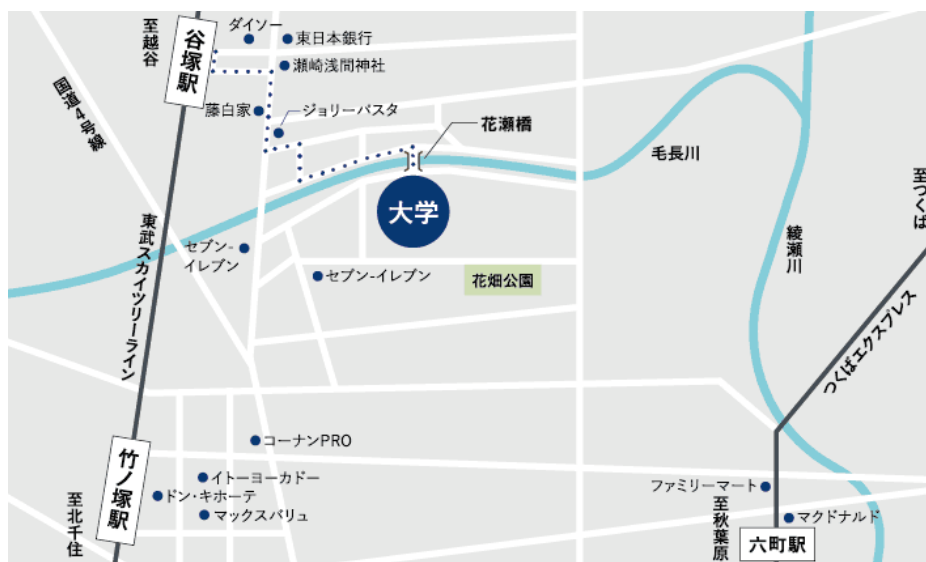 至越谷
谷塚駅
ダイソー
東日本銀行
瀬崎浅間神社
国道4号線
藤白家
ジョリーパスタ
花瀬橋
毛長川
大学
至つくば
綾瀬川
東武スカイツリーライン
セブン-
イレブン
セブン-イレブン
花畑公園
つくばエクスプレス
コーナンPRO
竹ノ塚駅
イトーヨーカドー
ドン・キホーテ
マックスバリュ
至北千住
ファミリーマート
至秋葉原
マクドナルド
六町駅